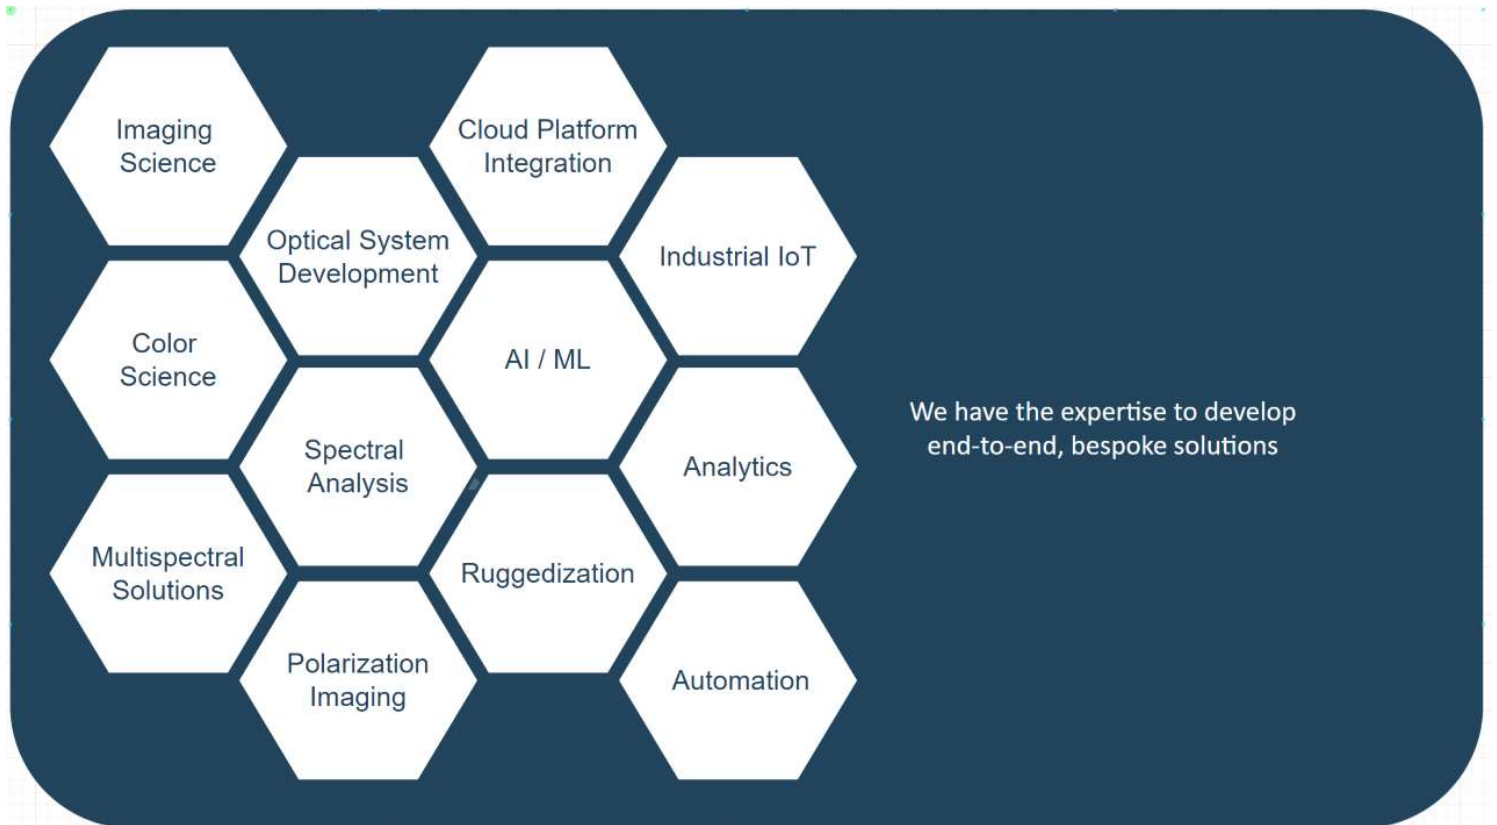 Imaging
Science
Cloud Platform
Integration
Optical System
Development
Industrial IoT
Color
Science
AI / ML
Spectral
Analysis
Analytics
Multispectral
Solutions
Ruggedization
Polarization
Imaging
Automation
We have the expertise to develop
end-to-end, bespoke solutions